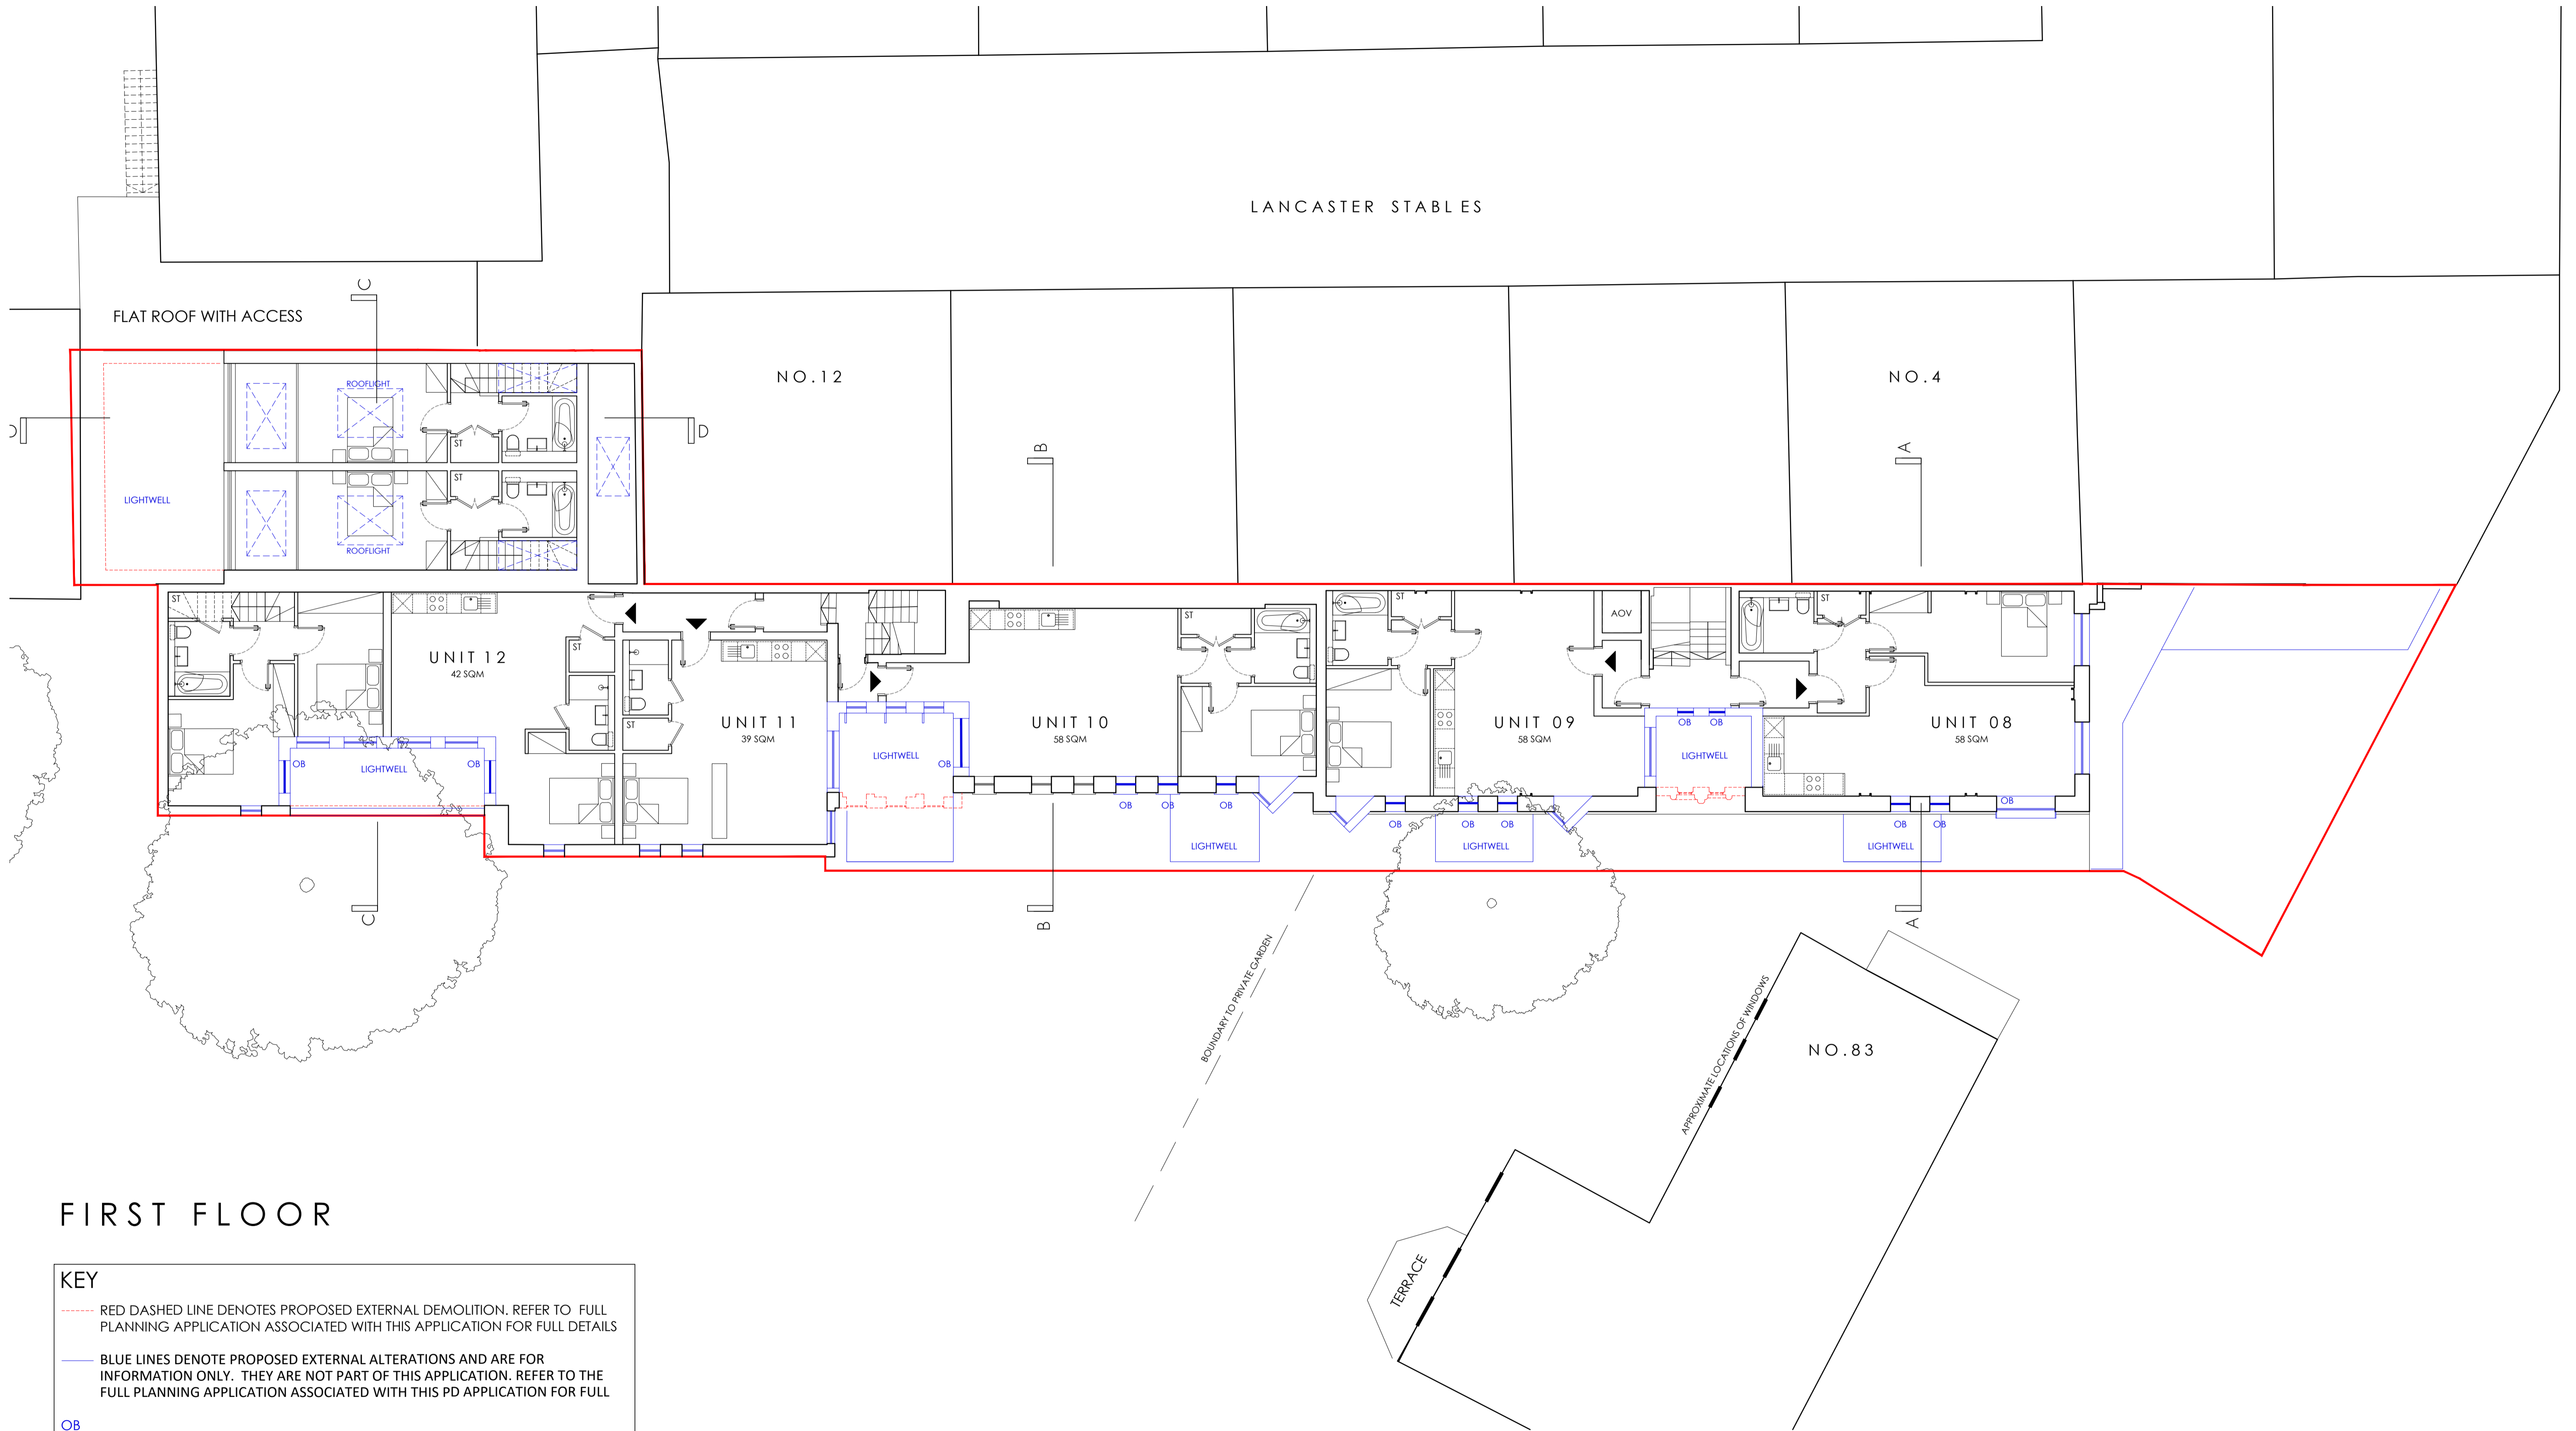 LANCASTER STABLES
C
FLAT ROOF WITH ACCESS
NO.12
NO.4
ROOFLIGHT
D
D
ST
B
A
ST
LIGHTWELL
ROOFLIGHT
ST
ST
ST
ST
AOV
ST
UNIT 12
42 SQM
ST
UNIT 11
39 SQM
ST
UNIT 10
58 SQM
UNIT 09
58 SQM
OB OB
UNIT 08
58 SQM
LIGHTWELL
LIGHTWELL
OB
LIGHTWELL
OB
OB
OB
OB
OB
OB
OB
OB
OB
OB
OB
OB
LIGHTWELL
LIGHTWELL
LIGHTWELL
C
B
A
BOUNDARY TO PRIVATE GARDEN
APPROXIMATE LOCATIONS OF WINDOWS
NO.83
TERRACE
FIRST FLOOR
KEY
RED DASHED LINE DENOTES PROPOSED EXTERNAL DEMOLITION. REFER TO FULL
PLANNING APPLICATION ASSOCIATED WITH THIS APPLICATION FOR FULL DETAILS
BLUE LINES DENOTE PROPOSED EXTERNAL ALTERATIONS AND ARE FOR
INFORMATION ONLY. THEY ARE NOT PART OF THIS APPLICATION. REFER TO THE
FULL PLANNING APPLICATION ASSOCIATED WITH THIS PD APPLICATION FOR FULL
OB